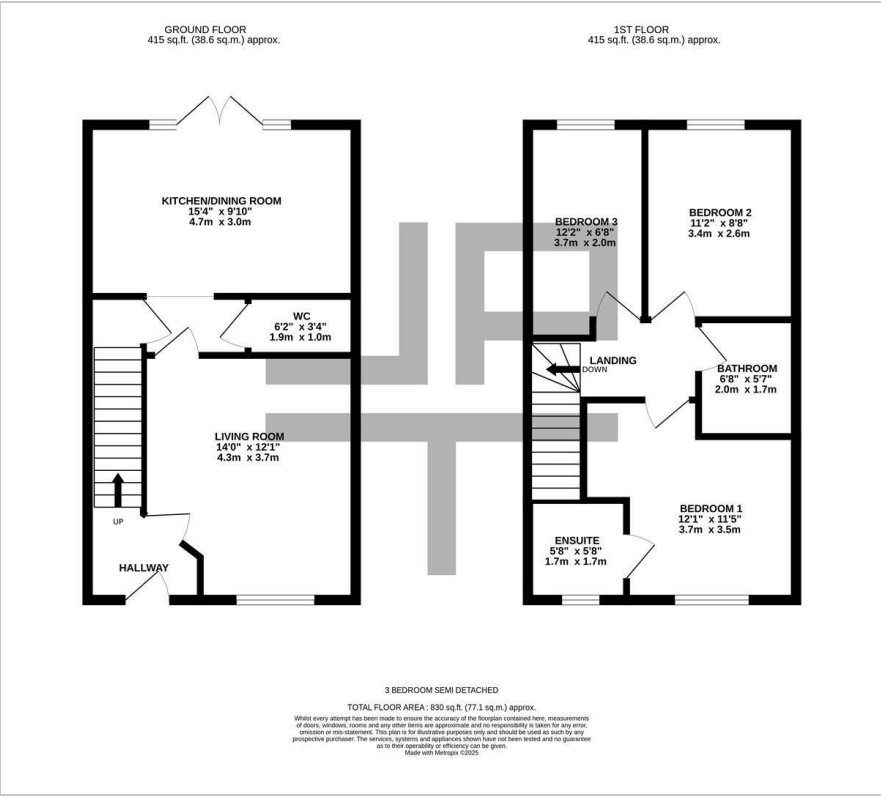 GROUND FLOOR
415 sq.ft. (38.6 sq.m.) approx.
1ST FLOOR
415 sq.ft. (38.6 sq.m.) approx.
KITCHEN/DINING ROOM
15'4" x 9'10"
4.7m x 3.0m
WC
6'2" x 3'4"
1.9m x 1.0m
LIVING ROOM
14'0" x 12'1"
4.3m x 3.7m
UP
HALLWAY
BEDROOM 3
12'2" x 6'8"
3.7m x 2.0m
BEDROOM 2
11'2" x 8'8"
3.4m x 2.6m
LANDING
DOWN
BATHROOM
6'8" x 5'7"
2.0m x 1.7m
BEDROOM 1
12'1" x 11'5"
3.7m x 3.5m
ENSUITE
5'8" x 5'8"
1.7m x 1.7m
3 BEDROOM SEMI DETACHED
TOTAL FLOOR AREA : 830 sq.ft. (77.1 sq.m.) approx.
Whilst every attempt has been made to ensure the accuracy of the floorplan contained here, measurements
of doors, windows, rooms and any other items are approximate and no responsibility is taken for any error,
omission or mis-statement. This plan is for illustrative purposes only and should be used as such by any
prospective purchaser. The services, systems and appliances shown have not been tested and no guarantee
as to their operability or efficiency can be given.
Made with Metropix ©2025